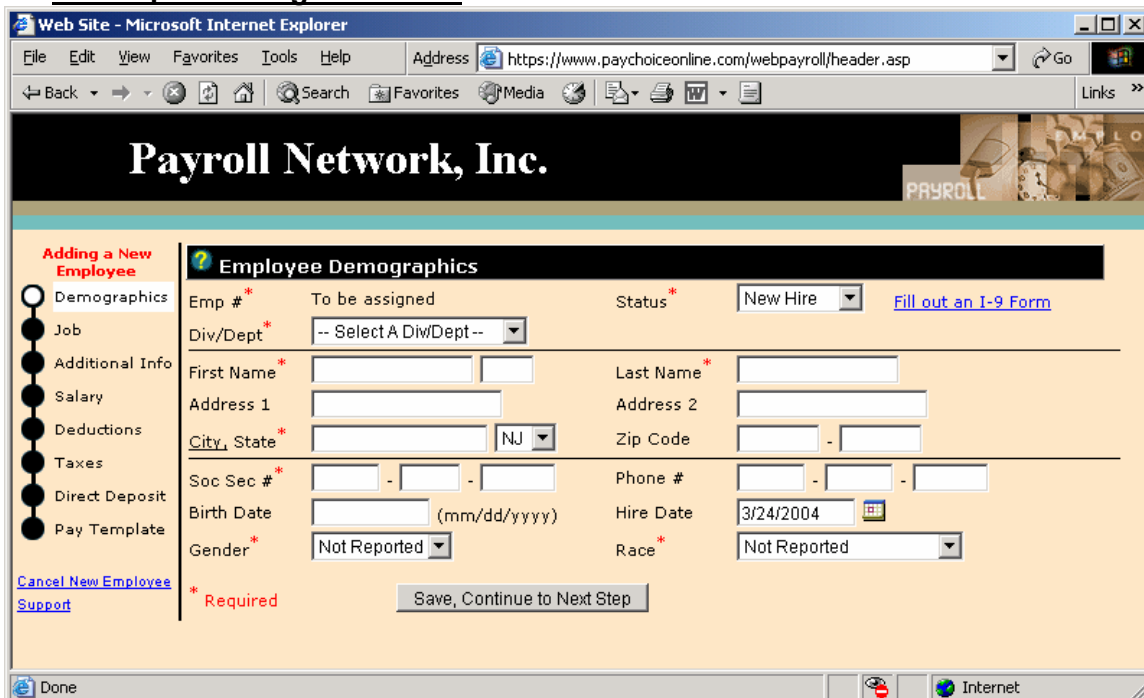 Web Site - Microsoft Internet Explorer
File Edit View Favorites Tools Help Address https://www.paychoiceonline.com/webpayroll/header.asp Go
Back Search Favorites Media Links »
Payroll Network, Inc.
PAYROLL
EMPLO
Adding a New
Employee
Demographics
Job
Additional Info
Salary
Deductions
Taxes
Direct Deposit
Pay Template
Cancel New Employee
Support
? Employee Demographics
Emp #* To be assigned Status* New Hire Fill out an I-9 Form
Div/Dept* -- Select A Div/Dept --
First Name* Last Name*
Address 1 Address 2
City, State* NJ Zip Code -
Soc Sec #* - - Phone # - -
Birth Date (mm/dd/yyyy) Hire Date 3/24/2004
Gender* Not Reported Race* Not Reported
* Required Save, Continue to Next Step
Done Internet